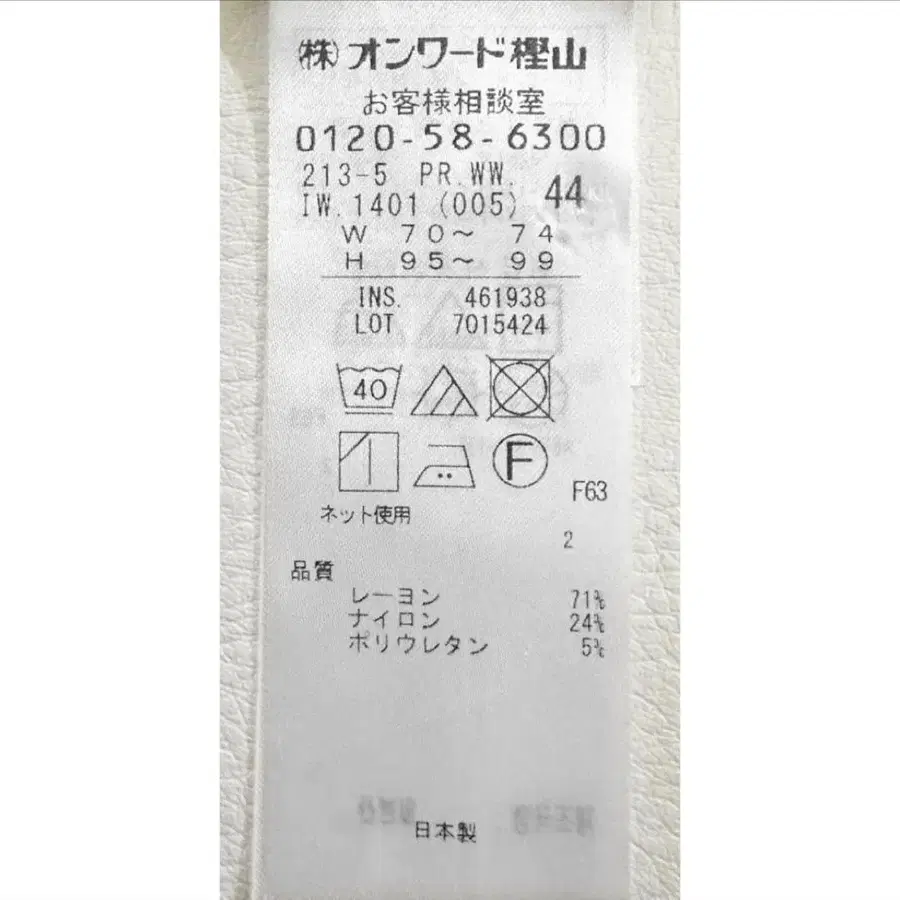 (株)オンワード樫山
お客様相談室
0120-58-6300
213-5 PR.WW.
IW.1401 (005) 44
W 70〜 74
H 95〜 99
INS. 461938
LOT 7015424
40
F
F63
ネット使用
2
品質
レーヨン 71%
ナイロン 24%
ポリウレタン 5%
日本製